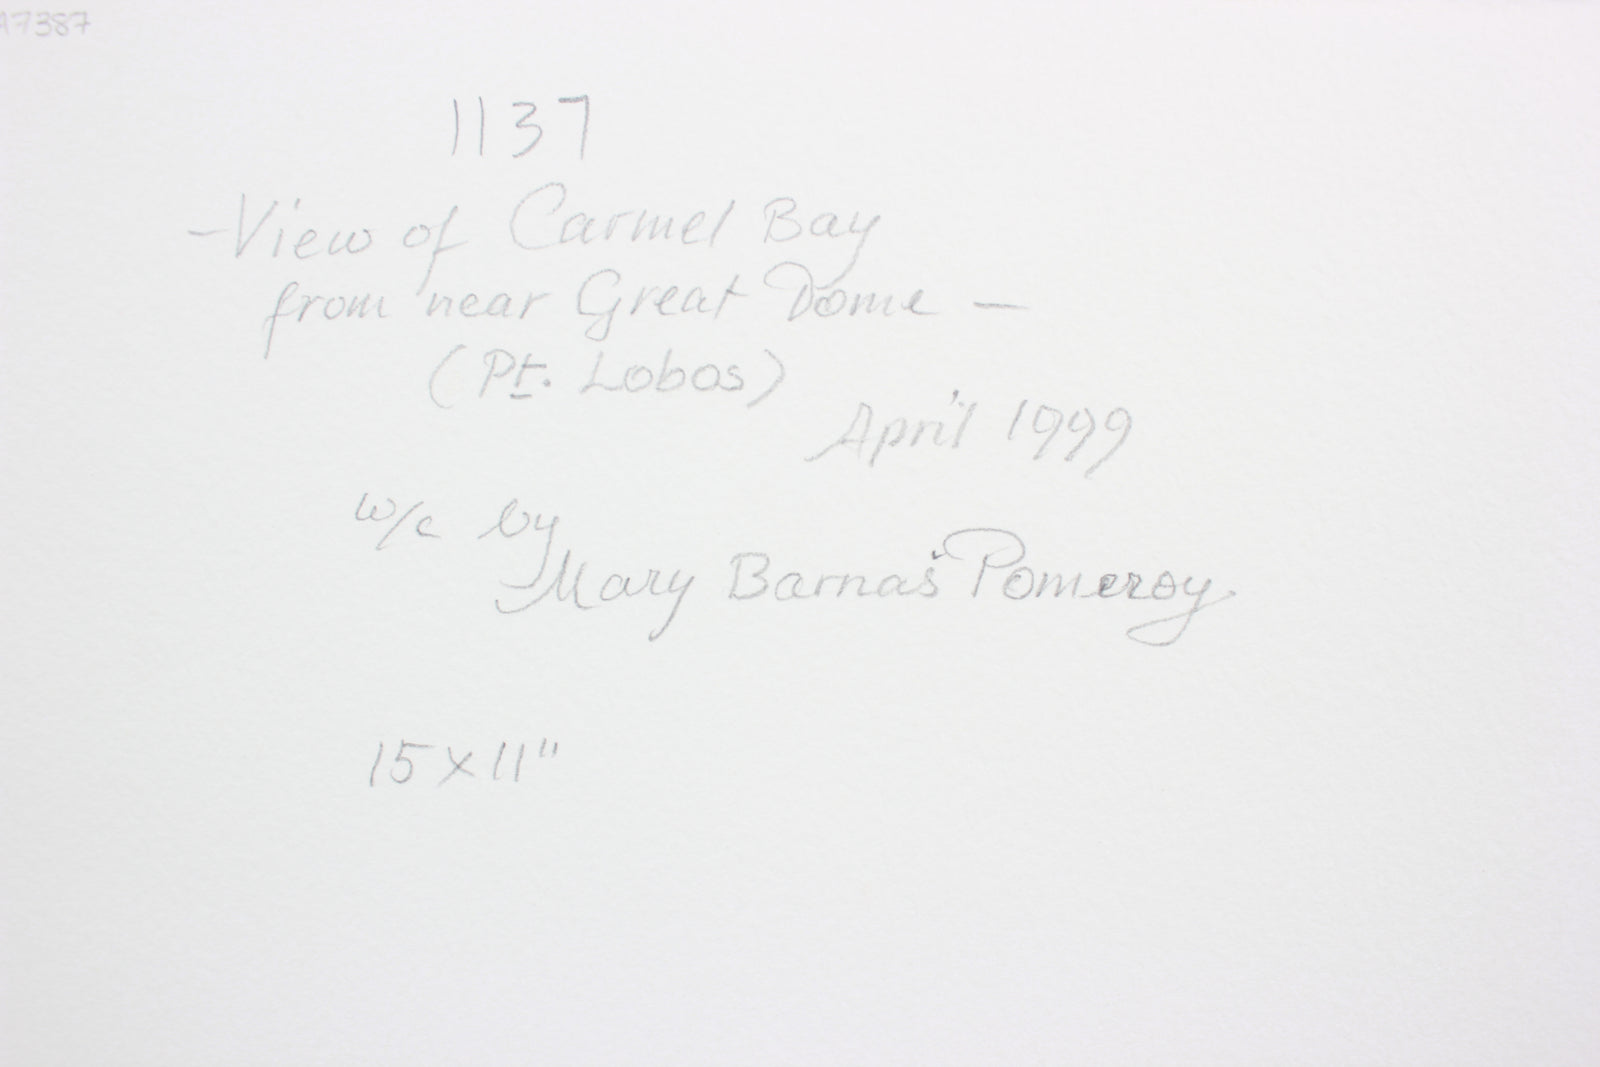 A7387
1137
- View of Carmel Bay
from near Great Dome -
(Pt. Lobos)
April 1999
w/c by
Mary Barnaś Pomeroy
15 x 11"